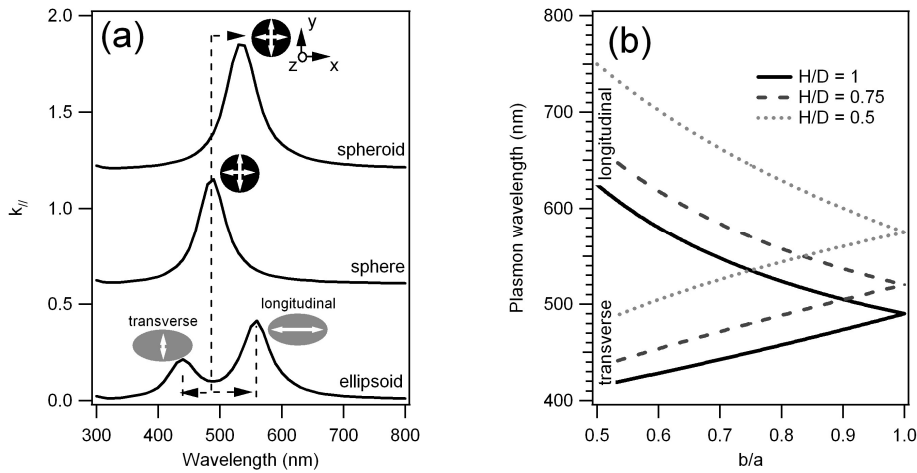 (a)
y
z
x
2.0
1.5
1.0
0.5
0.0
k//
spheroid
sphere
longitudinal
transverse
ellipsoid
300
400
500
600
700
800
Wavelength (nm)
(b)
800
700
600
500
400
Plasmon wavelength (nm)
H/D = 1
H/D = 0.75
H/D = 0.5
longitudinal
transverse
0.5
0.6
0.7
0.8
0.9
1.0
b/a